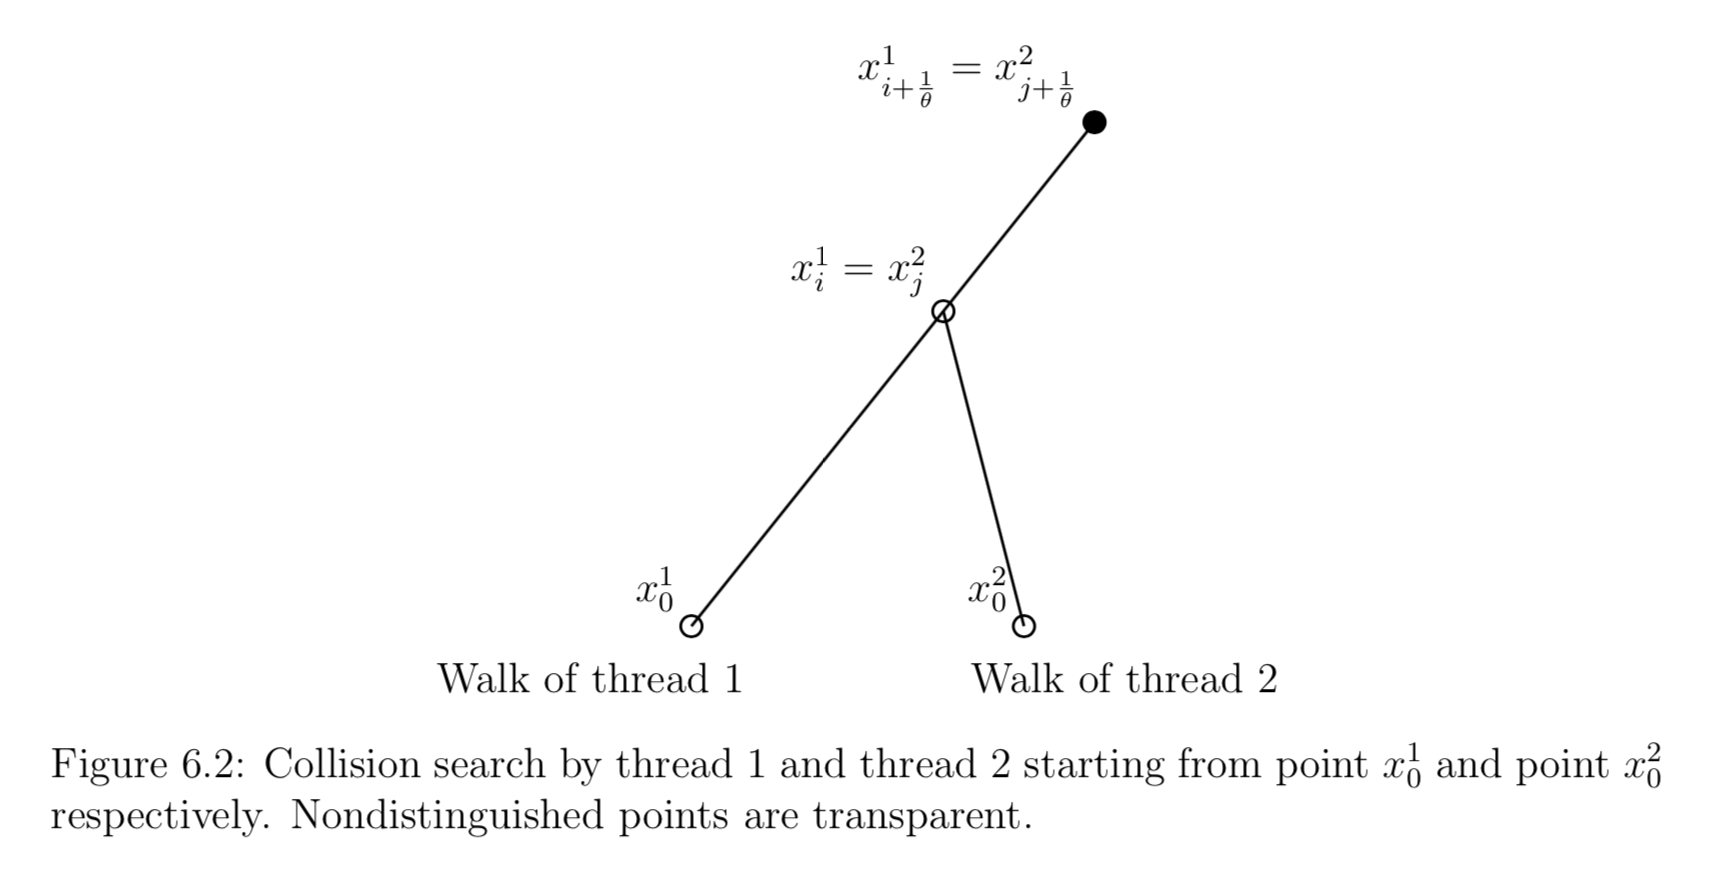 $x^1_{i+\frac{1}{\theta}} = x^2_{j+\frac{1}{\theta}}$
$x^1_i = x^2_j$
$x^1_0$ $x^2_0$
Walk of thread 1 Walk of thread 2
Figure 6.2: Collision search by thread 1 and thread 2 starting from point $x^1_0$ and point $x^2_0$
respectively. Nondistinguished points are transparent.